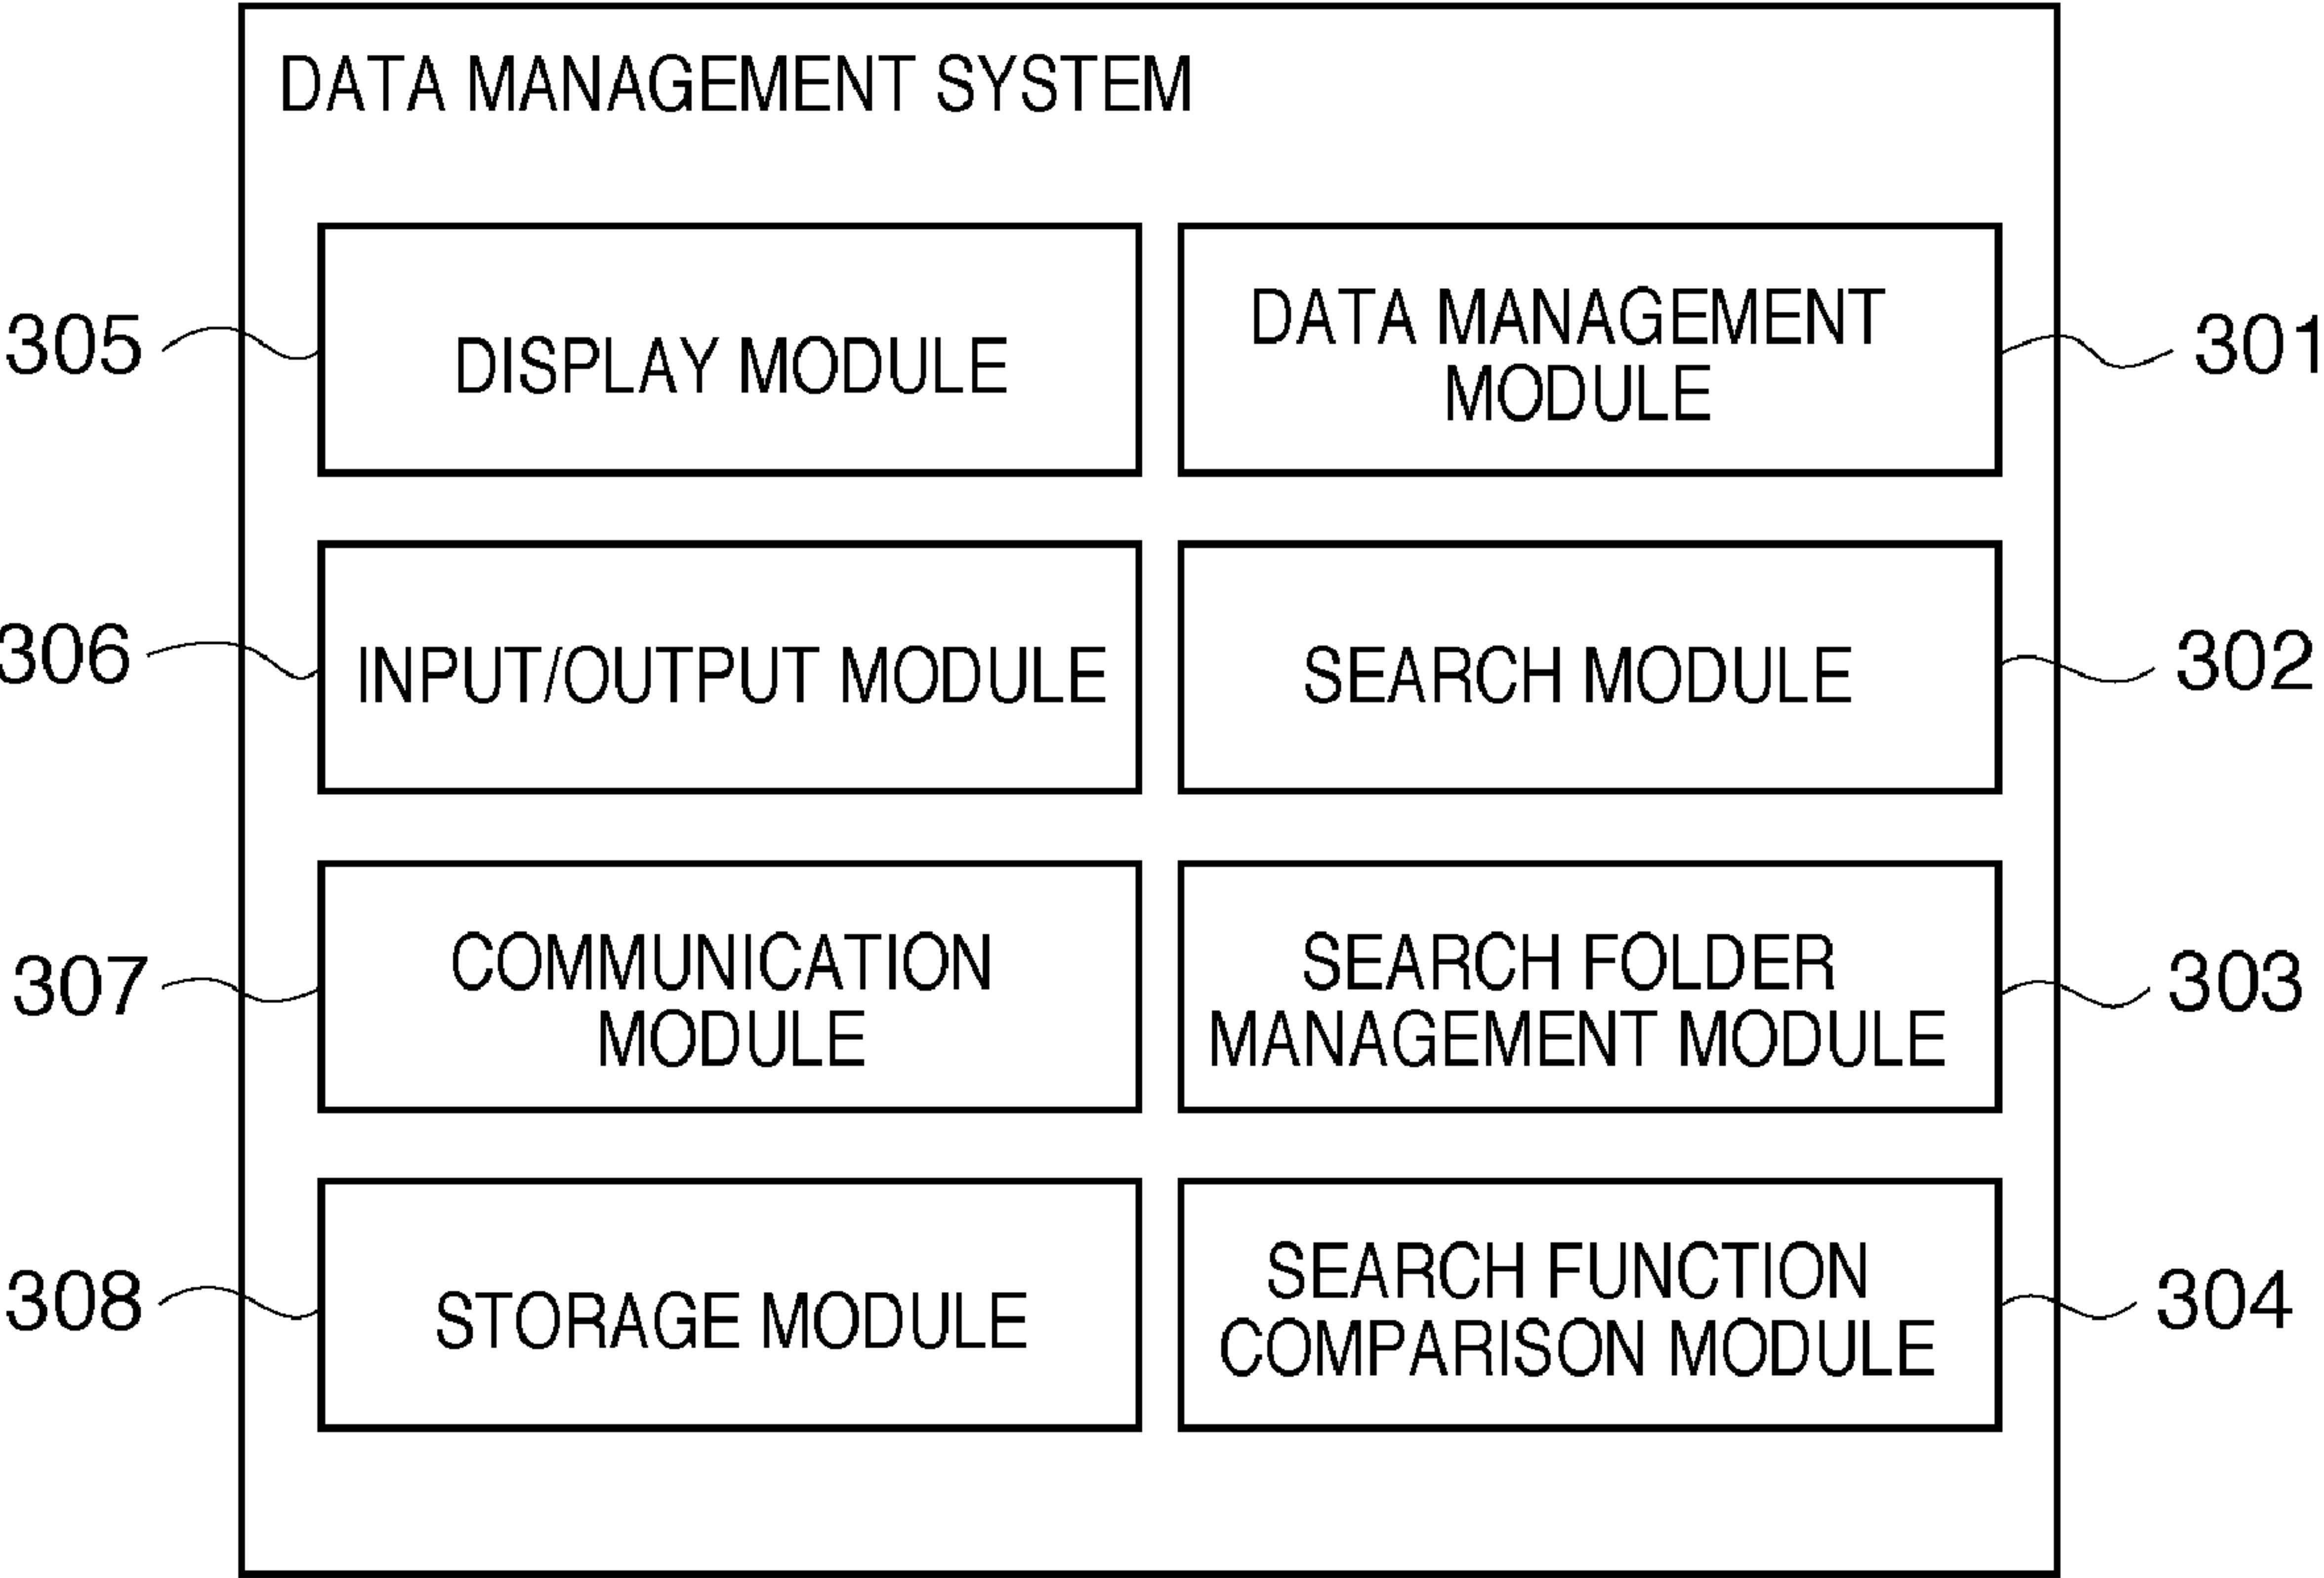 DATA MANAGEMENT SYSTEM
305
DISPLAY MODULE
DATA MANAGEMENT
MODULE
301
306
INPUT/OUTPUT MODULE
SEARCH MODULE
302
307
COMMUNICATION
MODULE
SEARCH FOLDER
MANAGEMENT MODULE
303
308
STORAGE MODULE
SEARCH FUNCTION
COMPARISON MODULE
304